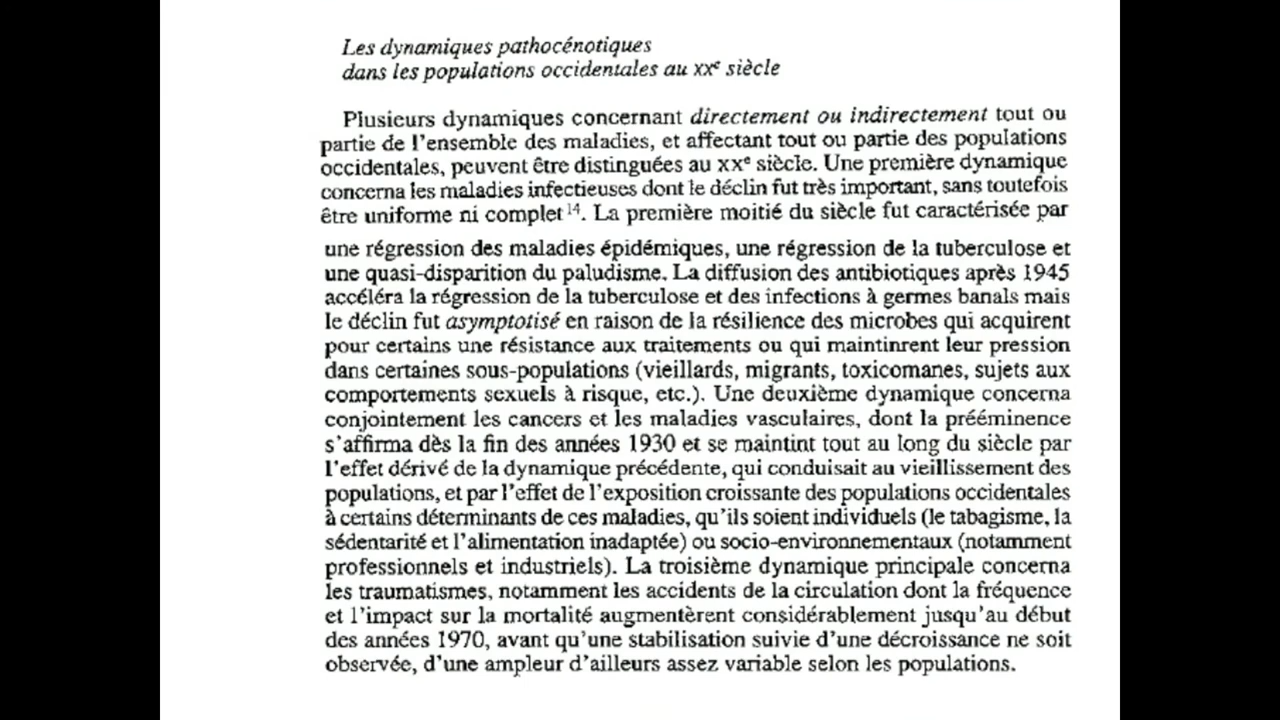 Les dynamiques pathocénotiques
dans les populations occidentales au XXe siècle
Plusieurs dynamiques concernant directement ou indirectement tout ou
partie de l'ensemble des maladies, et affectant tout ou partie des populations
occidentales, peuvent être distinguées au XXe siècle. Une première dynamique
concerna les maladies infectieuses dont le déclin fut très important, sans toutefois
être uniforme ni complet14. La première moitié du siècle fut caractérisée par
une régression des maladies épidémiques, une régression de la tuberculose et
une quasi-disparition du paludisme. La diffusion des antibiotiques après 1945
accéléra la régression de la tuberculose et des infections à germes banals mais
le déclin fut asymptotisé en raison de la résilience des microbes qui acquirent
pour certains une résistance aux traitements ou qui maintinrent leur pression
dans certaines sous-populations (vieillards, migrants, toxicomanes, sujets aux
comportements sexuels à risque, etc.). Une deuxième dynamique concerna
conjointement les cancers et les maladies vasculaires, dont la prééminence
s'affirma dès la fin des années 1930 et se maintint tout au long du siècle par
l'effet dérivé de la dynamique précédente, qui conduisait au vieillissement des
populations, et par l'effet de l'exposition croissante des populations occidentales
à certains déterminants de ces maladies, qu'ils soient individuels (le tabagisme, la
sédentarité et l'alimentation inadaptée) ou socio-environnementaux (notamment
professionnels et industriels). La troisième dynamique principale concerna
les traumatismes, notamment les accidents de la circulation dont la fréquence
et l'impact sur la mortalité augmentèrent considérablement jusqu'au début
des années 1970, avant qu'une stabilisation suivie d'une décroissance ne soit
observée, d'une ampleur d'ailleurs assez variable selon les populations.